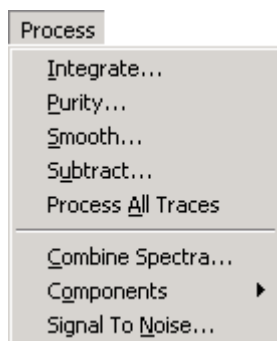 Process
Integrate...
Purity...
Smooth...
Subtract...
Process All Traces
Combine Spectra...
Components
Signal To Noise...